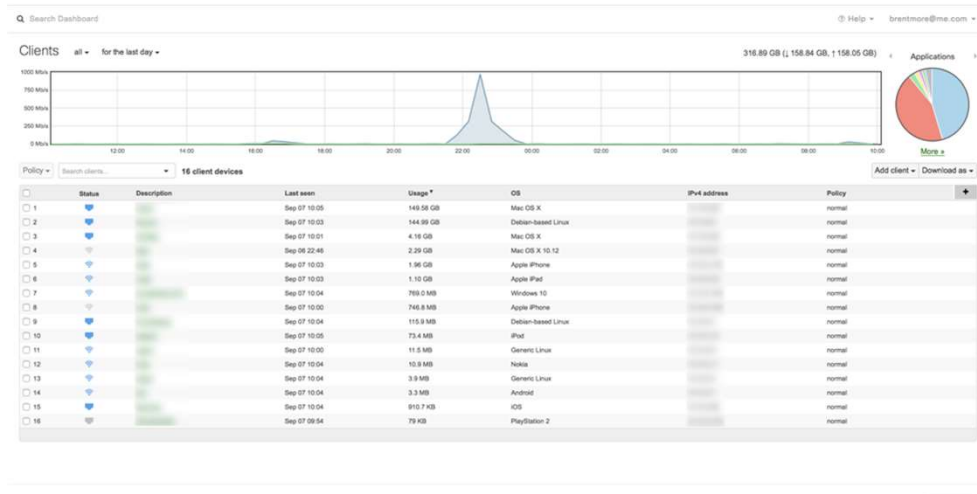 Search Dashboard
Help
brentmore@me.com
Clients all for the last day
316.89 GB (↓ 158.84 GB, ↑ 158.05 GB)
Applications
1000 Mb/s
750 Mb/s
500 Mb/s
250 Mb/s
0 Mb/s
12:00 14:00 16:00 18:00 20:00 22:00 00:00 02:00 04:00 06:00 08:00 10:00
More »
Policy Search clients... 16 client devices Add client Download as
Status Description Last seen Usage OS IPv4 address Policy
1 Sep 07 10:05 149.58 GB Mac OS X normal
2 Sep 07 10:03 144.99 GB Debian-based Linux normal
3 Sep 07 10:01 4.16 GB Mac OS X normal
4 Sep 06 22:46 2.29 GB Mac OS X 10.12 normal
5 Sep 07 10:03 1.96 GB Apple iPhone normal
6 Sep 07 10:03 1.10 GB Apple iPad normal
7 Sep 07 10:04 769.0 MB Windows 10 normal
8 Sep 07 10:00 746.8 MB Apple iPhone normal
9 Sep 07 10:04 115.9 MB Debian-based Linux normal
10 Sep 07 10:05 73.4 MB iPod normal
11 Sep 07 10:00 11.5 MB Generic Linux normal
12 Sep 07 10:04 10.9 MB Nokia normal
13 Sep 07 10:04 3.9 MB Generic Linux normal
14 Sep 07 10:04 3.3 MB Android normal
15 Sep 07 10:04 910.7 KB iOS normal
16 Sep 07 09:54 79 KB PlayStation 2 normal